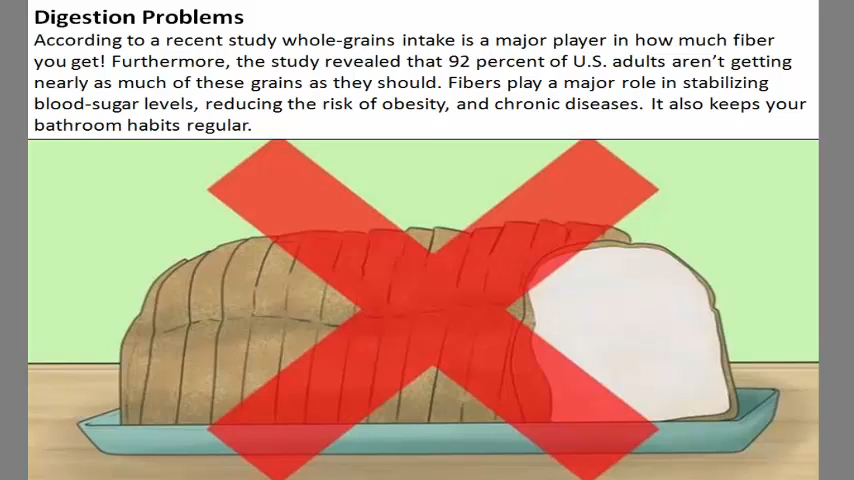 Digestion Problems
According to a recent study whole-grains intake is a major player in how much fiber
you get! Furthermore, the study revealed that 92 percent of U.S. adults aren’t getting
nearly as much of these grains as they should. Fibers play a major role in stabilizing
blood-sugar levels, reducing the risk of obesity, and chronic diseases. It also keeps your
bathroom habits regular.